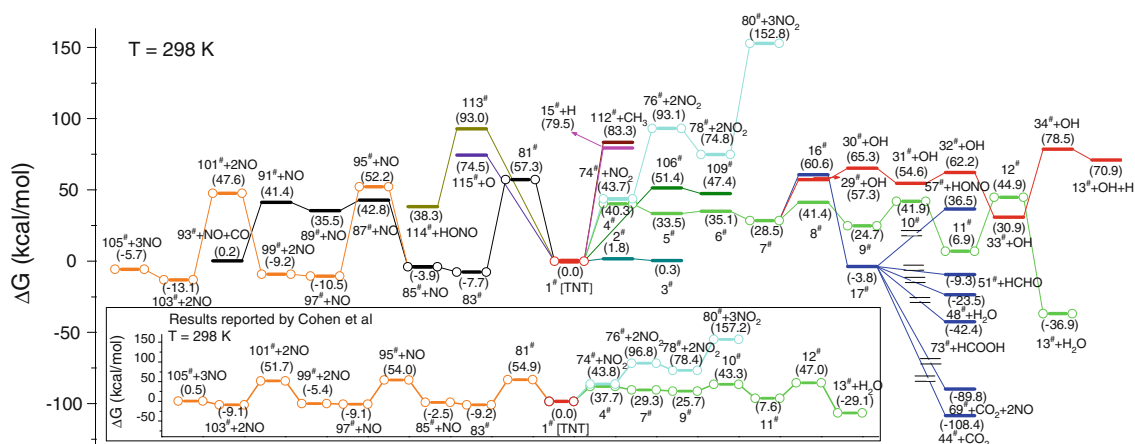 T = 298 K
ΔG (kcal/mol)
150
100
50
0
-50
-100
105#+3NO
(-5.7)
(-13.1)
103#+2NO
101#+2NO
(47.6)
93#+NO+CO
(0.2)
91#+NO
(41.4)
99#+2NO
(-9.2)
(35.5)
89#+NO
(-10.5)
97#+NO
95#+NO
(52.2)
(42.8)
87#+NO
(38.3)
114#+HONO
(-3.9)
85#+NO
113#
(93.0)
(74.5)
115#+O
(-7.7)
83#
81#
(57.3)
(0.0)
1# [TNT]
15#+H
(79.5)
112#+CH3
(83.3)
74#+NO2
(43.7)
(40.3)
4#
2#
(1.8)
(0.3)
3#
76#+2NO2
(93.1)
106#
(51.4)
(33.5)
5#
78#+2NO2
(74.8)
109#
(47.4)
(35.1)
6#
80#+3NO2
(152.8)
(28.5)
7#
16#
(60.6)
29#+OH
(57.3)
(41.4)
8#
30#+OH
(65.3)
(24.7)
9#
(-3.8)
17#
31#+OH
(54.6)
(41.9)
10#
32#+OH
(62.2)
57#+HONO
(36.5)
11#
(6.9)
(-9.3)
51#+HCHO
(-23.5)
48#+H2O
(-42.4)
73#+HCOOH
(-89.8)
69#+CO2+2NO
(-108.4)
44#+CO2
12#
(44.9)
(30.9)
33#+OH
34#+OH
(78.5)
(70.9)
13#+OH+H
(-36.9)
13#+H2O
Results reported by Cohen et al
T = 298 K
ΔG (kcal/mol)
150
100
50
0
-50
105#+3NO
(0.5)
(-9.1)
103#+2NO
101#+2NO
(51.7)
99#+2NO
(-5.4)
(-9.1)
97#+NO
95#+NO
(54.0)
(-2.5)
85#+NO
(-9.2)
83#
81#
(54.9)
(0.0)
1# [TNT]
74#+NO2
(43.8)
(37.7)
4#
76#+2NO2
(96.8)
(29.3)
7#
78#+2NO2
(78.4)
(25.7)
9#
80#+3NO2
(157.2)
10#
(43.3)
(7.6)
11#
12#
(47.0)
13#+H2O
(-29.1)